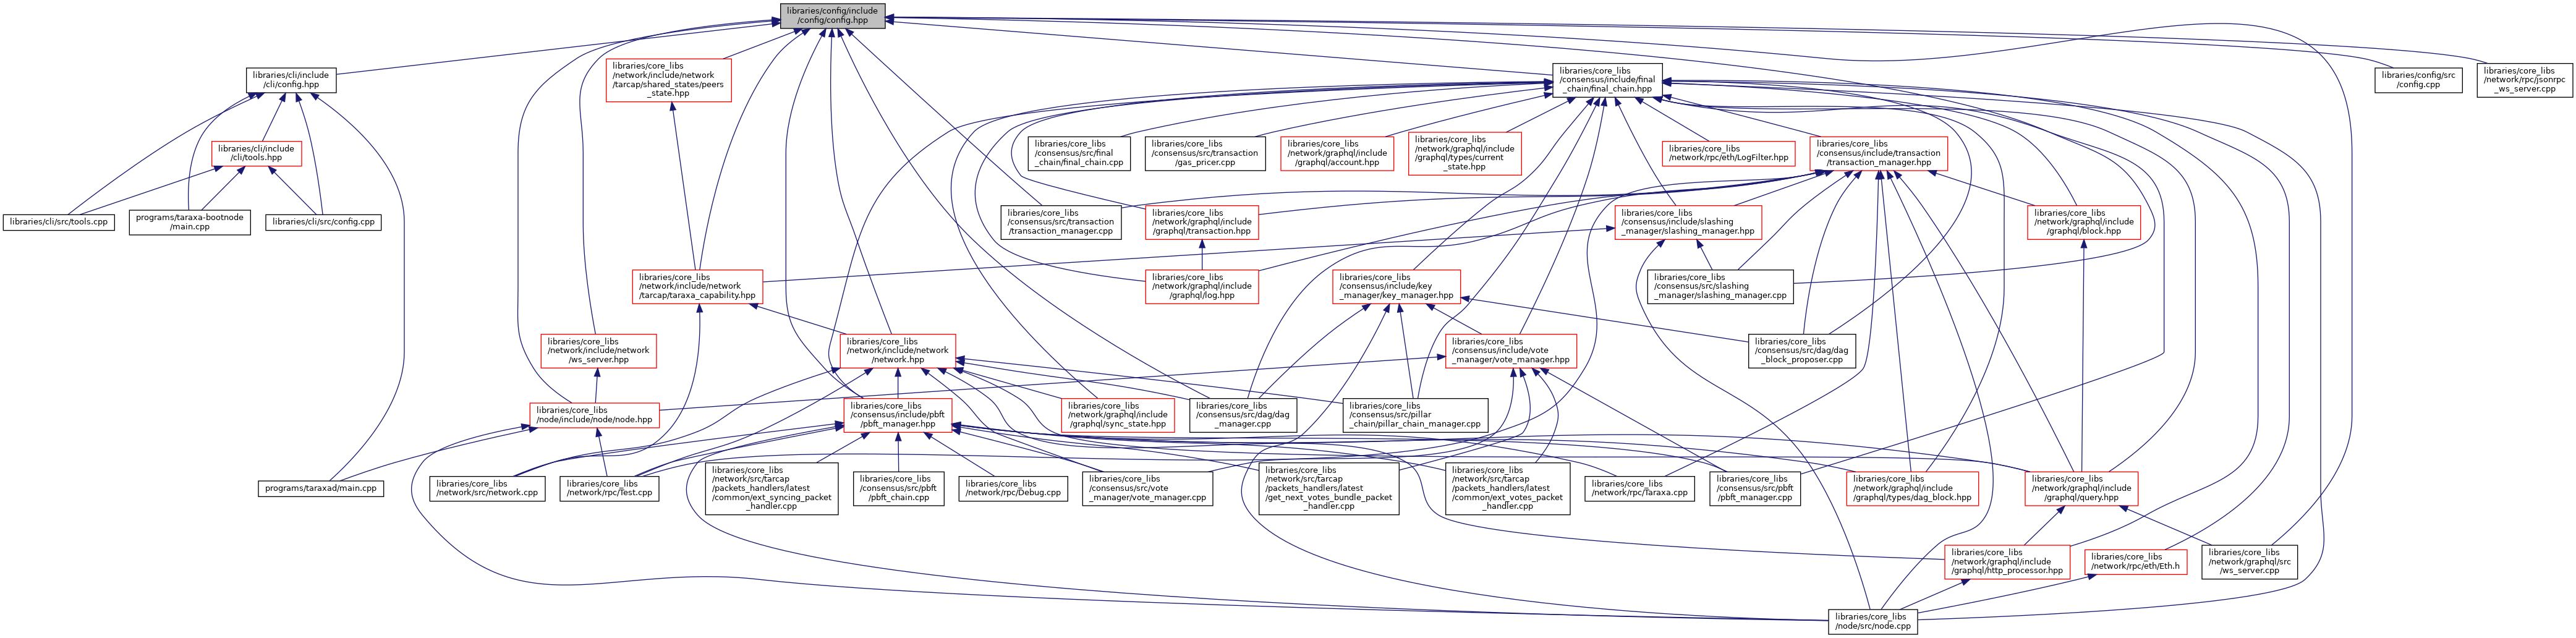 libraries/config/include
/config/config.hpp
libraries/cli/include
/cli/config.hpp
libraries/core_libs
/network/include/network
/tarcap/shared_states/peers
_state.hpp
libraries/core_libs
/consensus/include/final
_chain/final_chain.hpp
libraries/config/src
/config.cpp
libraries/core_libs
/network/rpc/jsonrpc
_ws_server.cpp
libraries/cli/include
/cli/tools.hpp
libraries/core_libs
/consensus/src/final
_chain/final_chain.cpp
libraries/core_libs
/consensus/src/transaction
/gas_pricer.cpp
libraries/core_libs
/network/graphql/include
/graphql/account.hpp
libraries/core_libs
/network/graphql/include
/graphql/types/current
_state.hpp
libraries/core_libs
/network/rpc/eth/LogFilter.hpp
libraries/core_libs
/consensus/include/transaction
/transaction_manager.hpp
libraries/cli/src/tools.cpp
programs/taraxa-bootnode
/main.cpp
libraries/cli/src/config.cpp
libraries/core_libs
/consensus/src/transaction
/transaction_manager.cpp
libraries/core_libs
/network/graphql/include
/graphql/transaction.hpp
libraries/core_libs
/consensus/include/slashing
_manager/slashing_manager.hpp
libraries/core_libs
/network/graphql/include
/graphql/block.hpp
libraries/core_libs
/network/include/network
/tarcap/taraxa_capability.hpp
libraries/core_libs
/network/graphql/include
/graphql/log.hpp
libraries/core_libs
/consensus/include/key
_manager/key_manager.hpp
libraries/core_libs
/consensus/src/slashing
_manager/slashing_manager.cpp
libraries/core_libs
/network/include/network
/ws_server.hpp
libraries/core_libs
/network/include/network
/network.hpp
libraries/core_libs
/consensus/include/vote
_manager/vote_manager.hpp
libraries/core_libs
/consensus/src/dag/dag
_block_proposer.cpp
libraries/core_libs
/node/include/node/node.hpp
libraries/core_libs
/consensus/include/pbft
/pbft_manager.hpp
libraries/core_libs
/network/graphql/include
/graphql/sync_state.hpp
libraries/core_libs
/consensus/src/dag/dag
_manager.cpp
libraries/core_libs
/consensus/src/pillar
_chain/pillar_chain_manager.cpp
programs/taraxad/main.cpp
libraries/core_libs
/network/src/network.cpp
libraries/core_libs
/network/rpc/Test.cpp
libraries/core_libs
/network/src/tarcap
/packets_handlers/latest
/common/ext_syncing_packet
_handler.cpp
libraries/core_libs
/consensus/src/pbft
/pbft_chain.cpp
libraries/core_libs
/network/rpc/Debug.cpp
libraries/core_libs
/consensus/src/vote
_manager/vote_manager.cpp
libraries/core_libs
/network/src/tarcap
/packets_handlers/latest
/get_next_votes_bundle_packet
_handler.cpp
libraries/core_libs
/network/src/tarcap
/packets_handlers/latest
/common/ext_votes_packet
_handler.cpp
libraries/core_libs
/network/rpc/Taraxa.cpp
libraries/core_libs
/consensus/src/pbft
/pbft_manager.cpp
libraries/core_libs
/network/graphql/include
/graphql/types/dag_block.hpp
libraries/core_libs
/network/graphql/include
/graphql/query.hpp
libraries/core_libs
/network/graphql/include
/graphql/http_processor.hpp
libraries/core_libs
/network/rpc/eth/Eth.h
libraries/core_libs
/network/graphql/src
/ws_server.cpp
libraries/core_libs
/node/src/node.cpp